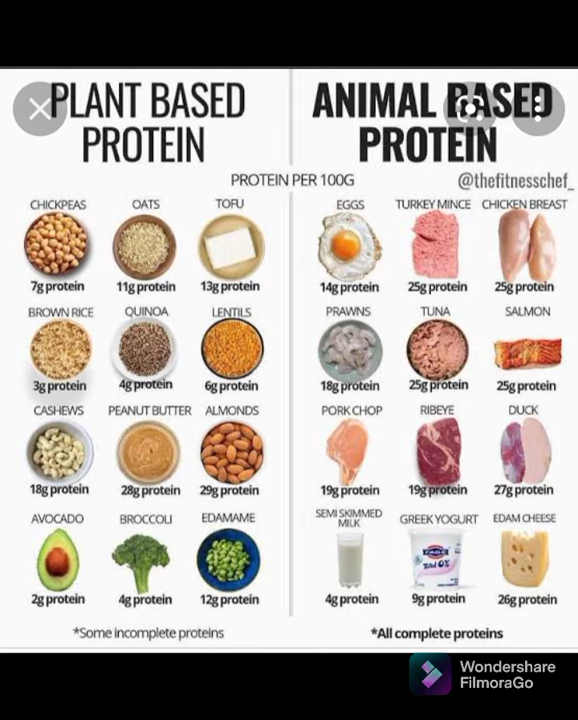 PLANT BASED
PROTEIN
ANIMAL BASED
PROTEIN
PROTEIN PER 100G
@thefitnesschef_
CHICKPEAS OATS TOFU
7g protein 11g protein 13g protein
BROWN RICE QUINOA LENTILS
3g protein 4g protein 6g protein
CASHEWS PEANUT BUTTER ALMONDS
18g protein 28g protein 29g protein
AVOCADO BROCCOLI EDAMAME
2g protein 4g protein 12g protein
*Some incomplete proteins
EGGS TURKEY MINCE CHICKEN BREAST
14g protein 25g protein 25g protein
PRAWNS TUNA SALMON
18g protein 25g protein 25g protein
PORK CHOP RIBEYE DUCK
19g protein 19g protein 27g protein
SEMI SKIMMED
MILK
GREEK YOGURT EDAM CHEESE
FAGE
Total 0%
4g protein 9g protein 26g protein
*All complete proteins
Wondershare
FilmoraGo